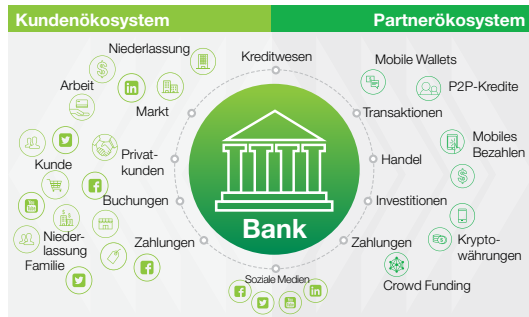 Kundenökosystem
Partnerökosystem
Niederlassung
Kreditwesen
Mobile Wallets
Arbeit
P2P-Kredite
Markt
Transaktionen
Privat-
kunden
Handel
Mobiles
Bezahlen
Kunde
Buchungen
Investitionen
Bank
Nieder-
lassung
Familie
Zahlungen
Zahlungen
Krypto-
währungen
Soziale Medien
Crowd Funding